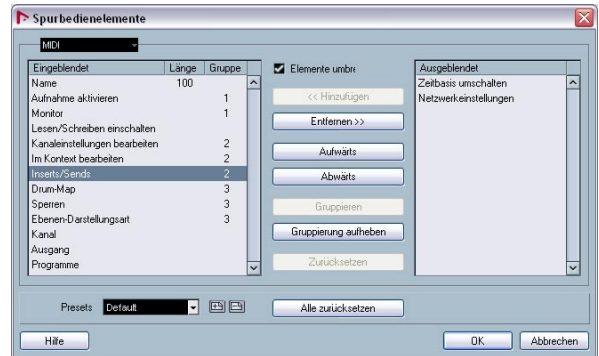 Spurbedienelemente
MIDI
Eingeblendet Länge Gruppe
Name 100
Aufnahme aktivieren 1
Monitor 1
Lesen/Schreiben einschalten
Kanaleinstellungen bearbeiten 2
Im Kontext bearbeiten 2
Inserts/Sends 2
Drum-Map 3
Sperren 3
Ebenen-Darstellungsart 3
Kanal
Ausgang
Programme
Elemente umbre
<< Hinzufügen
Entfernen >>
Aufwärts
Abwärts
Gruppieren
Gruppierung aufheben
Zurücksetzen
Ausgeblendet
Zeitbasis umschalten
Netzwerkeinstellungen
Presets Default
Alle zurücksetzen
Hilfe
OK
Abbrechen